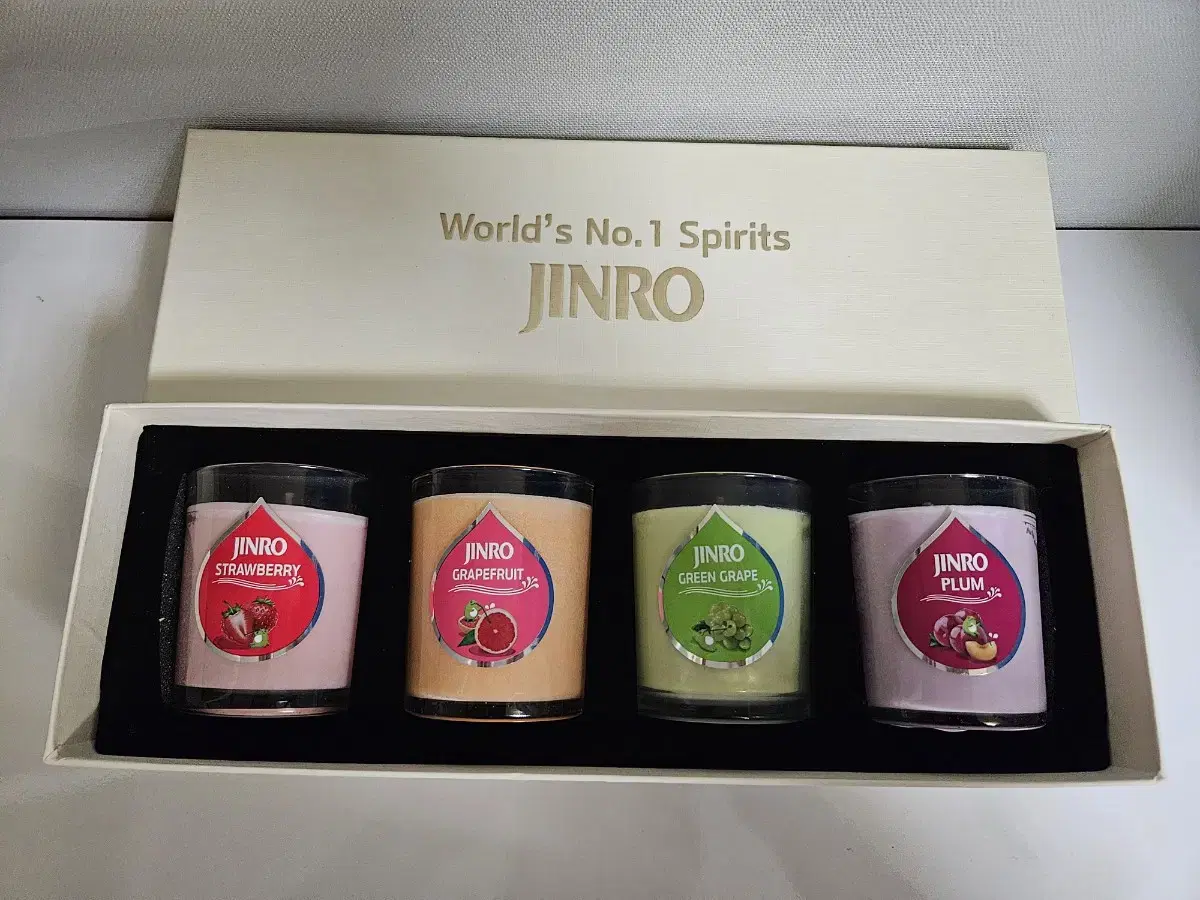 World's No.1 Spirits
JINRO
JINRO
STRAWBERRY
JINRO
GRAPEFRUIT
JINRO
GREEN GRAPE
JINRO
PLUM